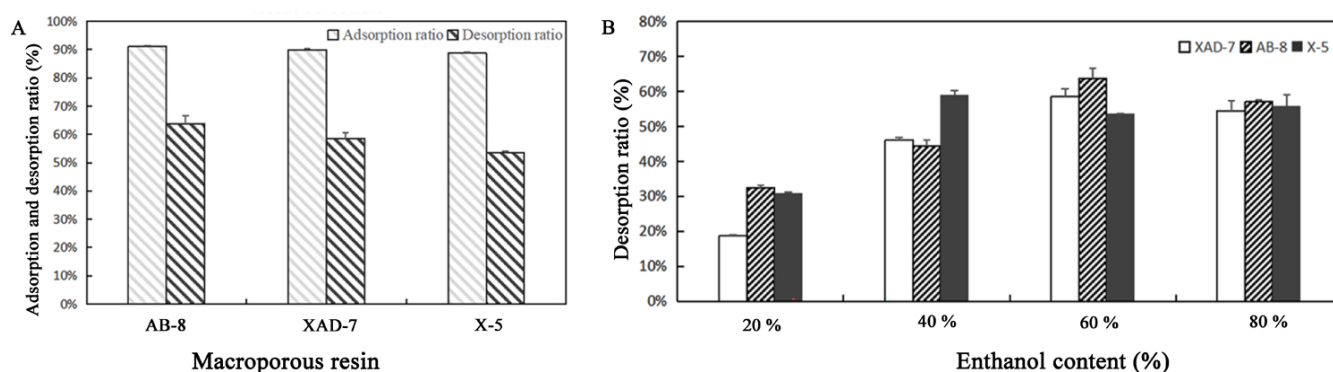 A
Adsorption and desorption ratio (%)
100%
90%
80%
70%
60%
50%
40%
30%
20%
10%
0%
Adsorption ratio Desorption ratio
AB-8 XAD-7 X-5
Macroporous resin
B
Desorption ratio (%)
80%
70%
60%
50%
40%
30%
20%
10%
0%
XAD-7 AB-8 X-5
20 % 40 % 60 % 80 %
Enthanol content (%)